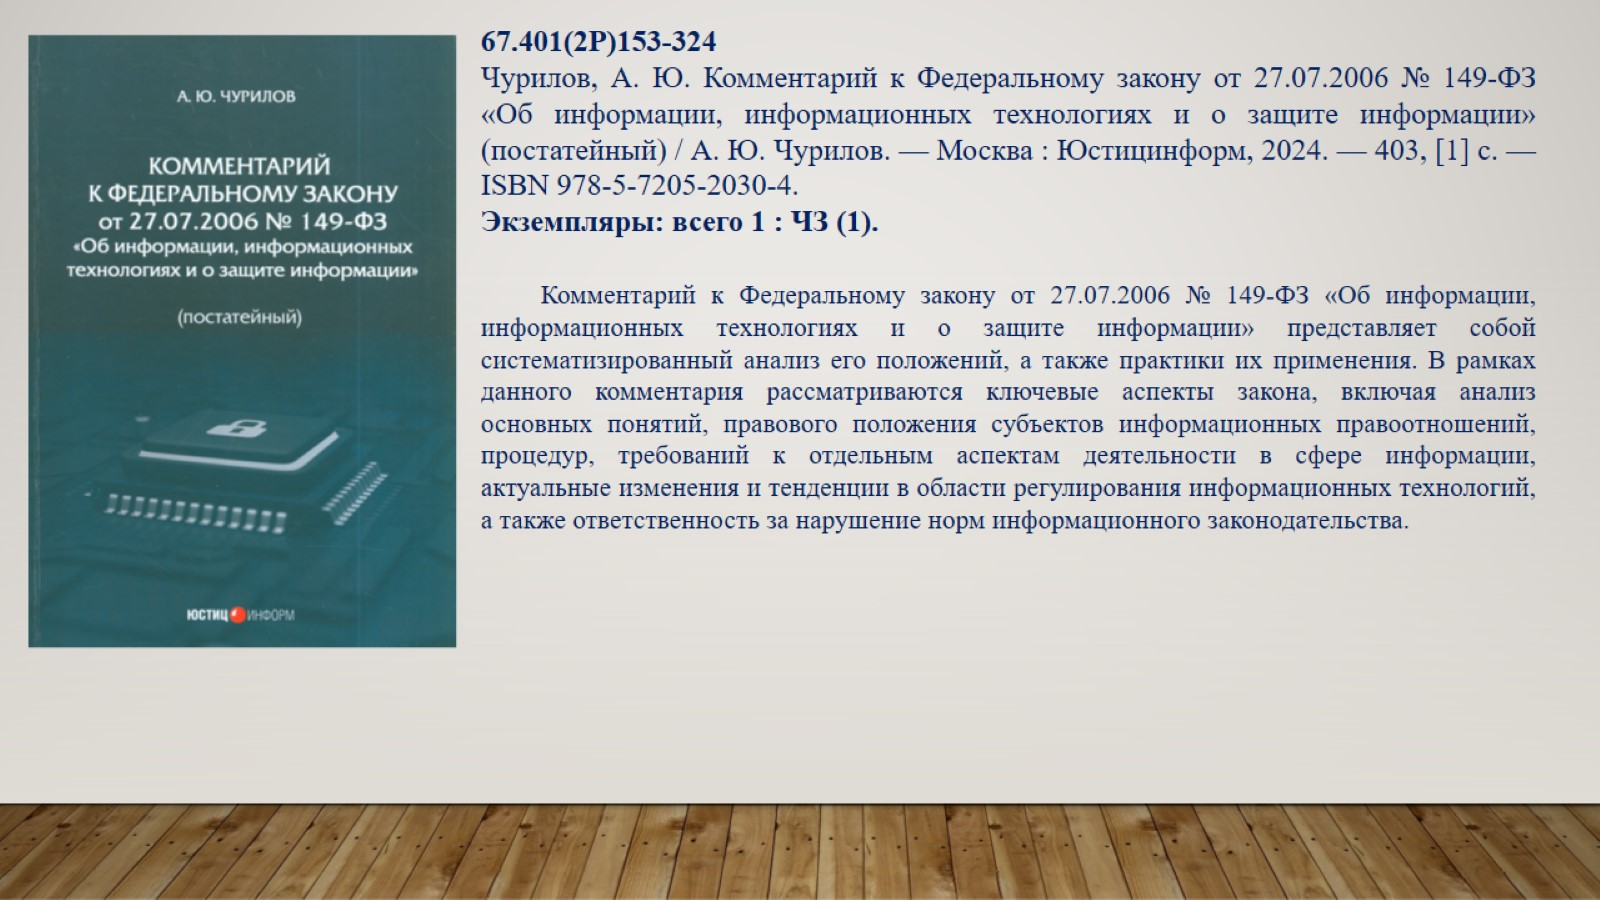 А. Ю. ЧУРИЛОВ
КОММЕНТАРИЙ
К ФЕДЕРАЛЬНОМУ ЗАКОНУ
от 27.07.2006 № 149-ФЗ
«Об информации, информационных
технологиях и о защите информации»
(постатейный)
ЮСТИЦИНФОРМ
67.401(2Р)153-324
Чурилов, А. Ю. Комментарий к Федеральному закону от 27.07.2006 № 149-ФЗ
«Об информации, информационных технологиях и о защите информации»
(постатейный) / А. Ю. Чурилов. — Москва : Юстицинформ, 2024. — 403, [1] с. —
ISBN 978-5-7205-2030-4.
Экземпляры: всего 1 : ЧЗ (1).
Комментарий к Федеральному закону от 27.07.2006 № 149-ФЗ «Об информации,
информационных технологиях и о защите информации» представляет собой
систематизированный анализ его положений, а также практики их применения. В рамках
данного комментария рассматриваются ключевые аспекты закона, включая анализ
основных понятий, правового положения субъектов информационных правоотношений,
процедур, требований к отдельным аспектам деятельности в сфере информации,
актуальные изменения и тенденции в области регулирования информационных технологий,
а также ответственность за нарушение норм информационного законодательства.